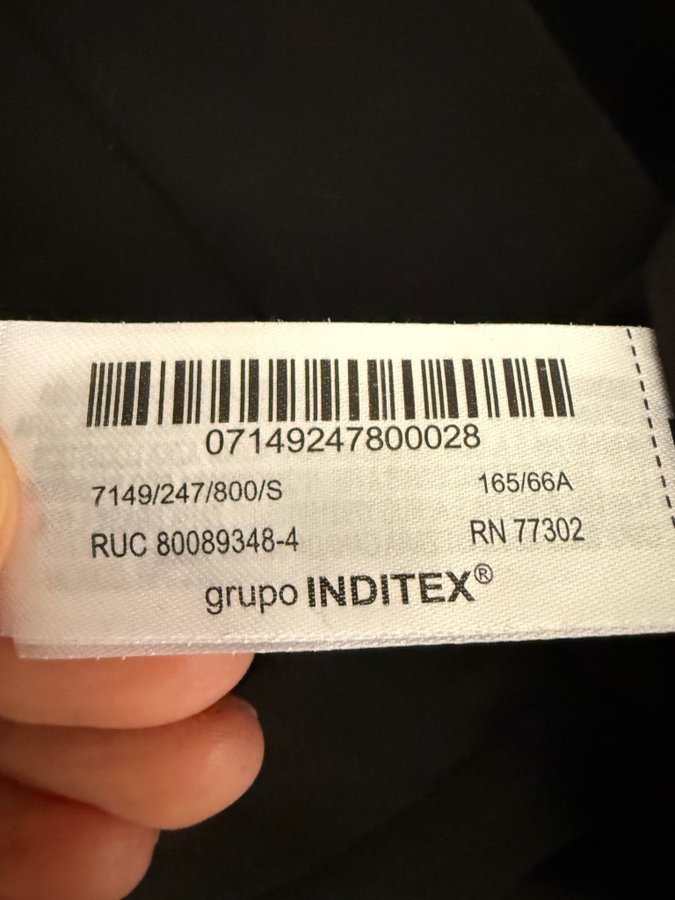 07149247800028
7149/247/800/S 165/66A
RUC 80089348-4 RN 77302
grupo INDITEX®